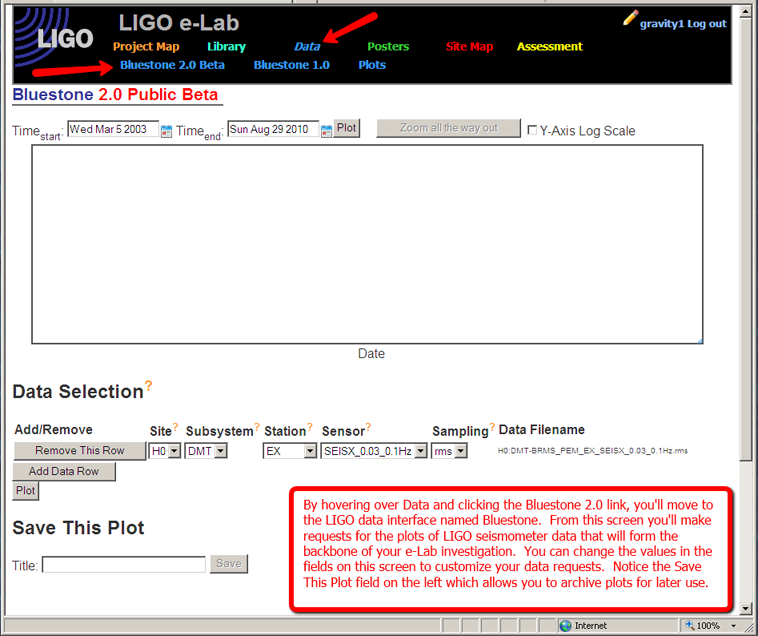 LIGO
LIGO e-Lab
gravity1 Log out
Project Map Library Data Posters Site Map Assessment
Bluestone 2.0 Beta Bluestone 1.0 Plots
Bluestone 2.0 Public Beta
Time start: Wed Mar 5 2003 Time end: Sun Aug 29 2010 Plot Zoom all the way out Y-Axis Log Scale
Date
Data Selection?
Add/Remove Site? Subsystem? Station? Sensor? Sampling? Data Filename
Remove This Row H0 DMT EX SEISX_0.03_0.1Hz rms H0:DMT-BRMS_PEM_EX_SEISX_0.03_0.1Hz.rms
Add Data Row
Plot
Save This Plot
Title: Save
By hovering over Data and clicking the Bluestone 2.0 link, you'll move to
the LIGO data interface named Bluestone. From this screen you'll make
requests for the plots of LIGO seismometer data that will form the
backbone of your e-Lab investigation. You can change the values in the
fields on this screen to customize your data requests. Notice the Save
This Plot field on the left which allows you to archive plots for later use.
Internet 100%